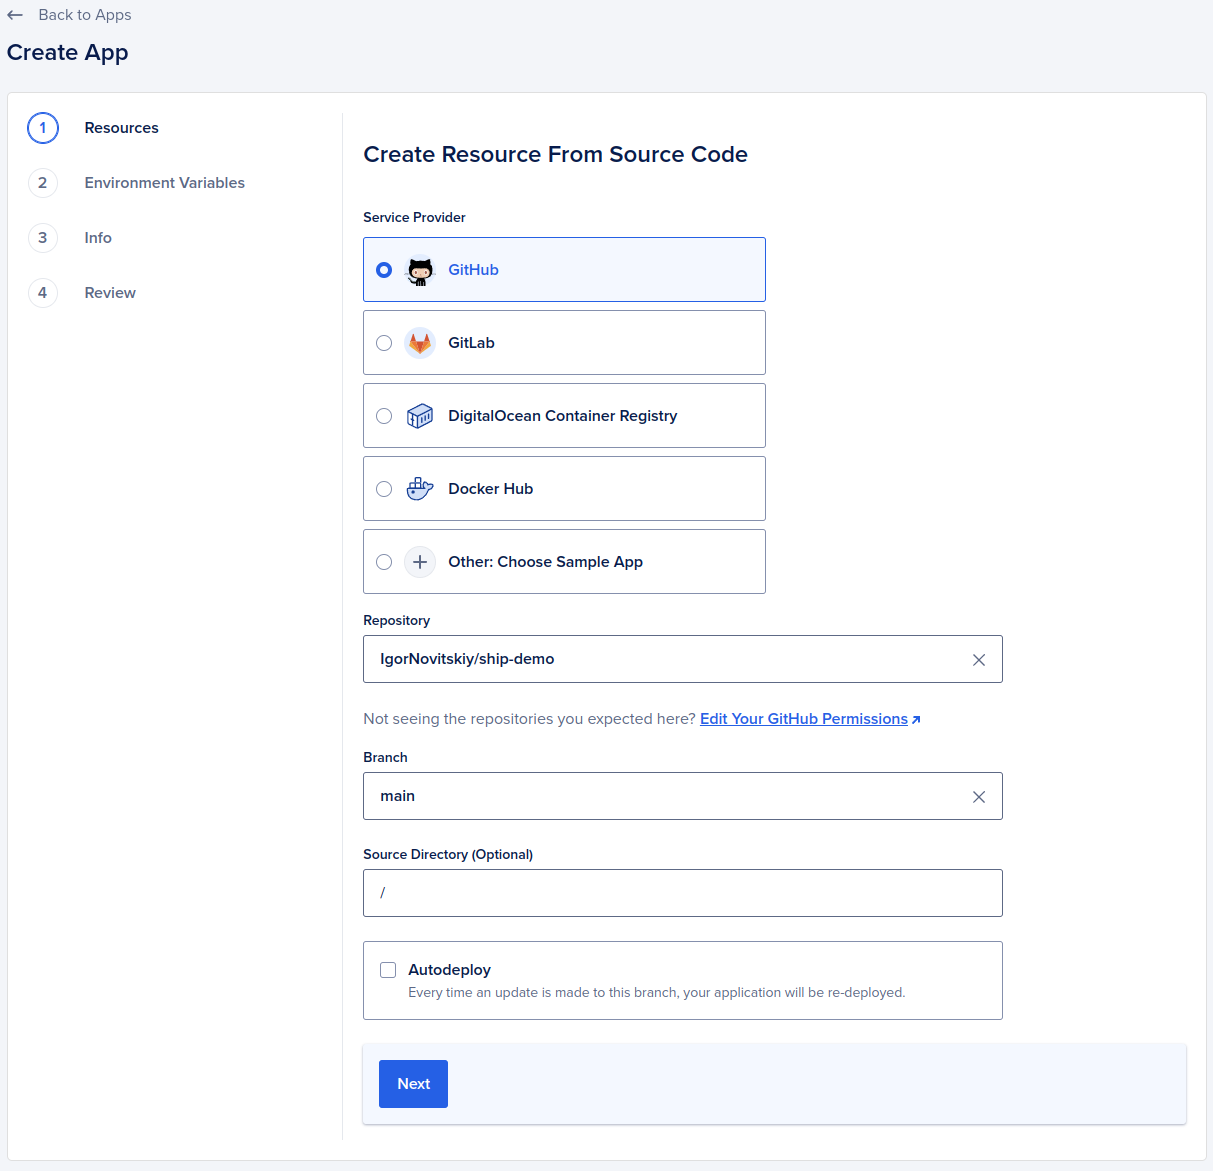 Back to Apps
Create App
1 Resources
2 Environment Variables
3 Info
4 Review
Create Resource From Source Code
Service Provider
GitHub
GitLab
DigitalOcean Container Registry
Docker Hub
Other: Choose Sample App
Repository
IgorNovitskiy/ship-demo
Not seeing the repositories you expected here? Edit Your GitHub Permissions
Branch
main
Source Directory (Optional)
/
Autodeploy
Every time an update is made to this branch, your application will be re-deployed.
Next